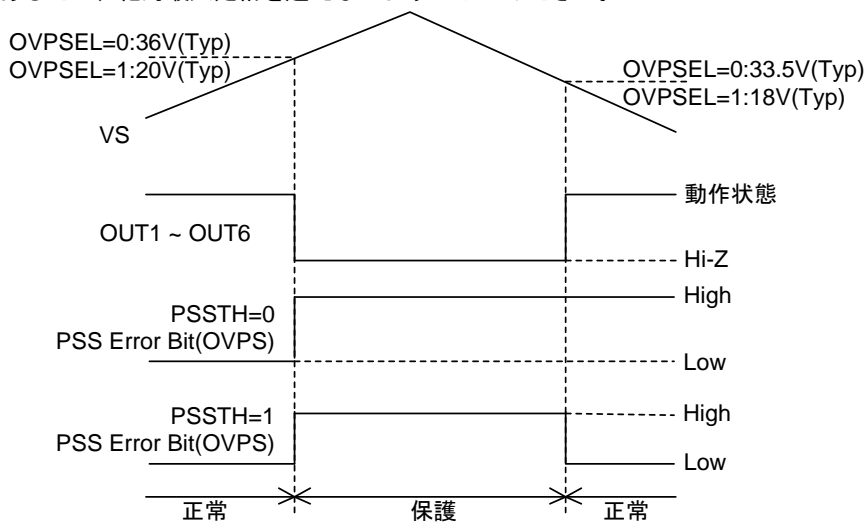 OVPSEL=0:36V(Typ)
OVPSEL=1:20V(Typ)
OVPSEL=0:33.5V(Typ)
OVPSEL=1:18V(Typ)
VS
動作状態
OUT1 ~ OUT6
Hi-Z
High
PSSTH=0
PSS Error Bit(OVPS)
Low
High
PSSTH=1
PSS Error Bit(OVPS)
Low
正常
保護
正常